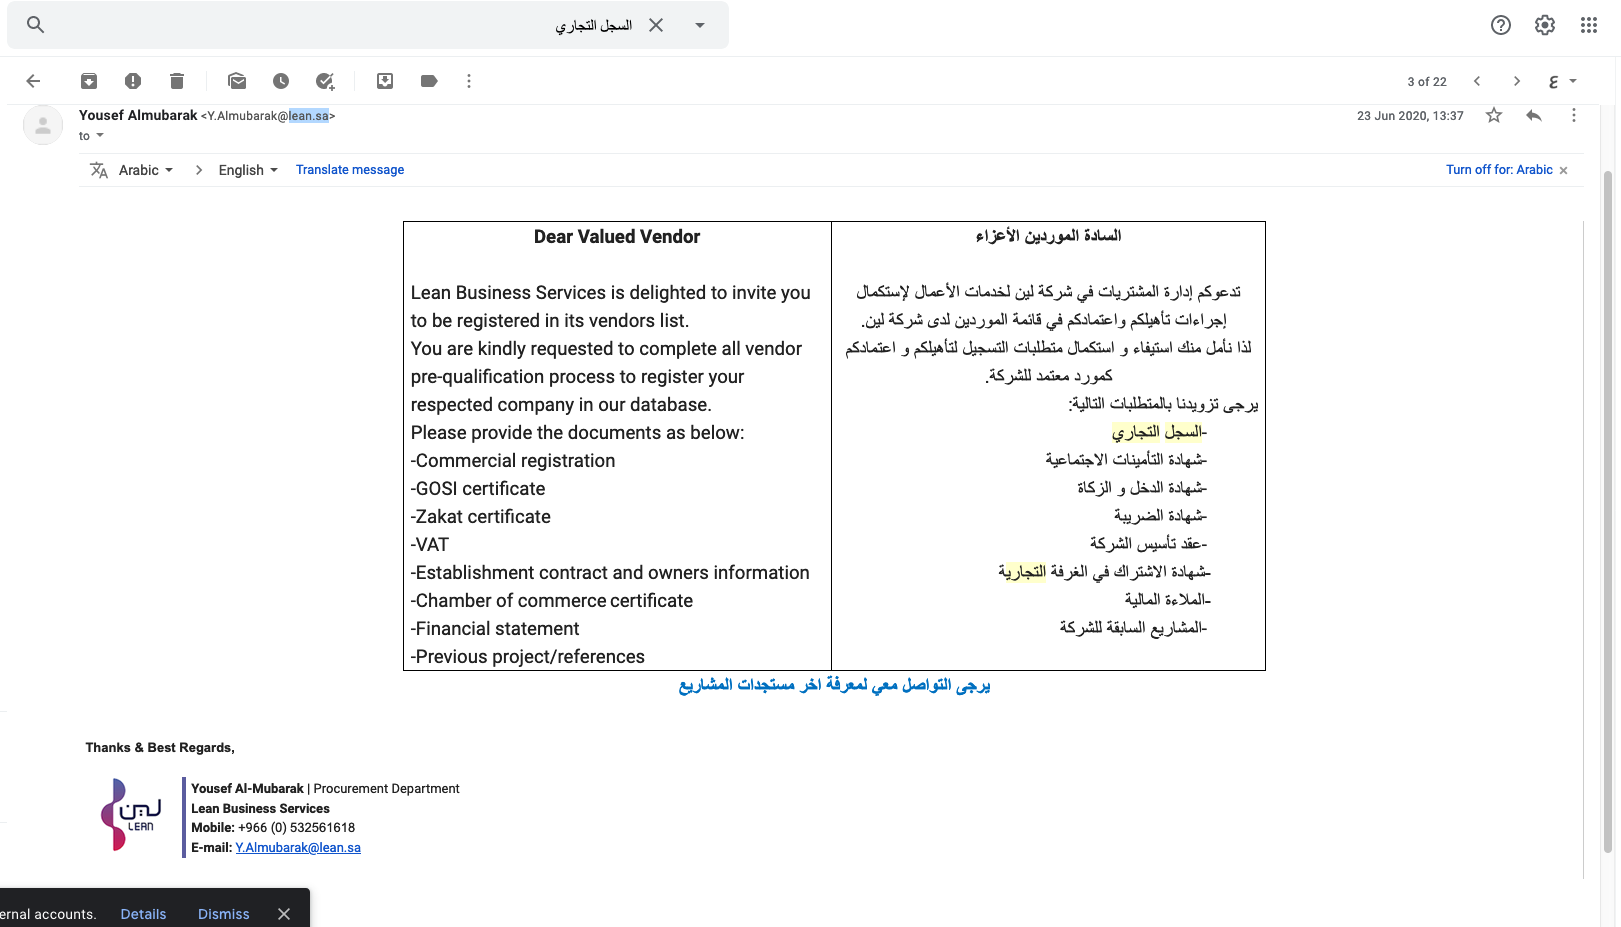 السجل التجاري
3 of 22
ع
Yousef Almubarak <Y.Almubarak@lean.sa>
23 Jun 2020, 13:37
to
Arabic > English Translate message
Turn off for: Arabic
Dear Valued Vendor
Lean Business Services is delighted to invite you
to be registered in its vendors list.
You are kindly requested to complete all vendor
pre-qualification process to register your
respected company in our database.
Please provide the documents as below:
-Commercial registration
-GOSI certificate
-Zakat certificate
-VAT
-Establishment contract and owners information
-Chamber of commerce certificate
-Financial statement
-Previous project/references
السادة الموردين الأعزاء
تدعوكم إدارة المشتريات في شركة لين لخدمات الأعمال لإستكمال
إجراءات تأهيلكم واعتمادكم في قائمة الموردين لدى شركة لين.
لذا نأمل منك استيفاء و استكمال متطلبات التسجيل لتأهيلكم و اعتمادكم
كمورد معتمد للشركة.
يرجى تزويدنا بالمتطلبات التالية:
-السجل التجاري
-شهادة التأمينات الاجتماعية
-شهادة الدخل و الزكاة
-شهادة الضريبة
-عقد تأسيس الشركة
-شهادة الاشتراك في الغرفة التجارية
-الملاءة المالية
-المشاريع السابقة للشركة
يرجى التواصل معي لمعرفة اخر مستجدات المشاريع
Thanks & Best Regards,
لين
LEAN
Yousef Al-Mubarak | Procurement Department
Lean Business Services
Mobile: +966 (0) 532561618
E-mail: Y.Almubarak@lean.sa
ernal accounts. Details Dismiss